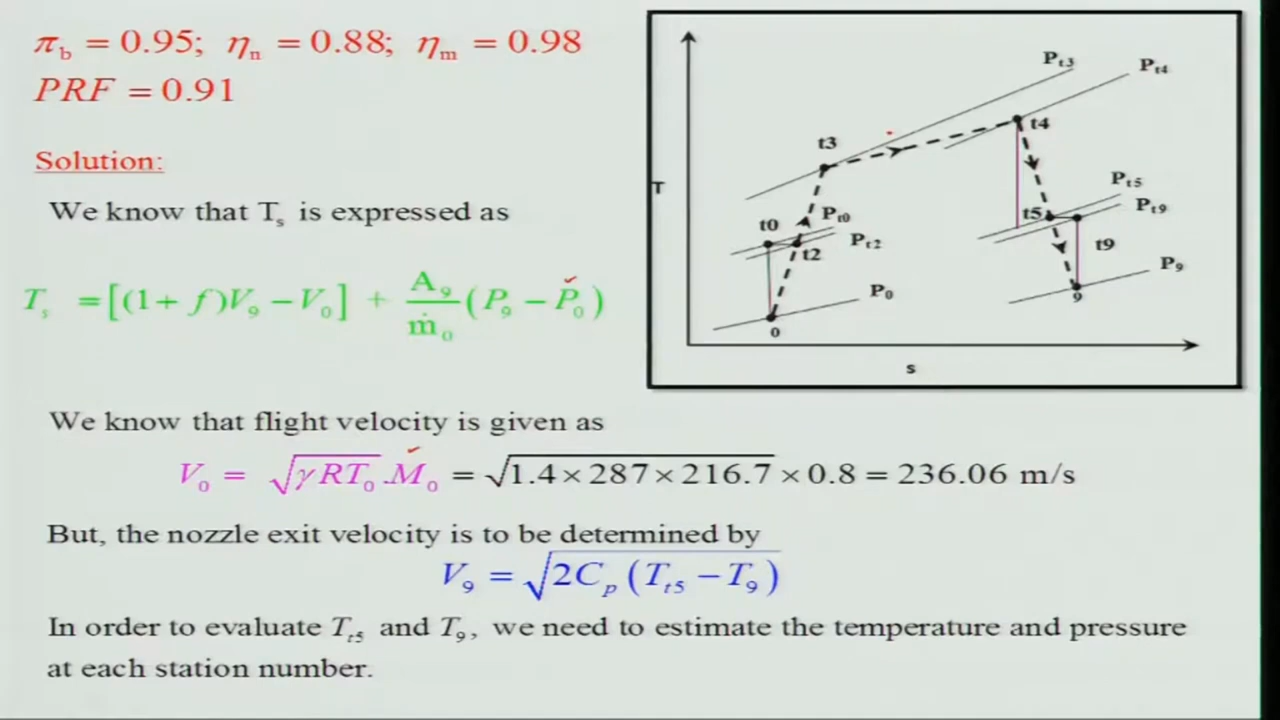 π_b = 0.95; η_n = 0.88; η_m = 0.98
PRF = 0.91
Solution:
We know that T_s is expressed as
T_s = [(1 + f)V_9 − V_0] + A_9/ṁ_0 (P_9 − P_0)
We know that flight velocity is given as
V_0 = √(γRT_0).M_0 = √(1.4×287×216.7)×0.8 = 236.06 m/s
But, the nozzle exit velocity is to be determined by
V_9 = √(2C_p (T_t5 − T_9))
In order to evaluate T_t5 and T_9, we need to estimate the temperature and pressure
at each station number.
P_t3
P_t4
t4
t3
T
P_t5
P_t9
t5
t0
P_t0
P_t2
t2
t9
P_9
P_0
9
0
s